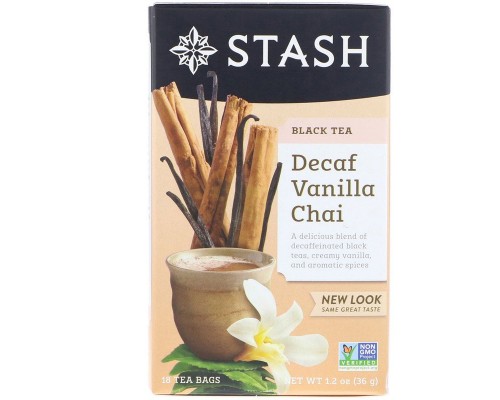 STASH
BLACK TEA
Decaf
Vanilla
Chai
A delicious blend of
decaffeinated black
teas, creamy vanilla,
and aromatic spices
NEW LOOK
SAME GREAT TASTE
NON
GMO
Project
VERIFIED
18 TEA BAGS
NET WT 1.2 oz (36 g)